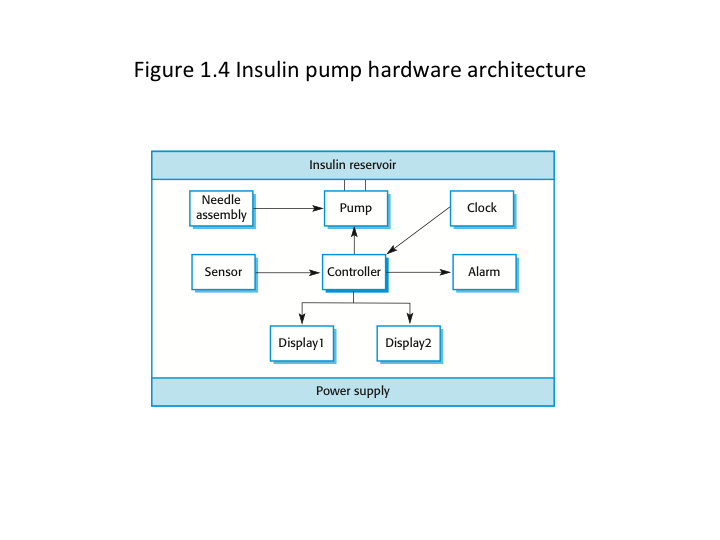 Figure 1.4 Insulin pump hardware architecture
Insulin reservoir
Needle
assembly
Pump
Clock
Sensor
Controller
Alarm
Display1
Display2
Power supply